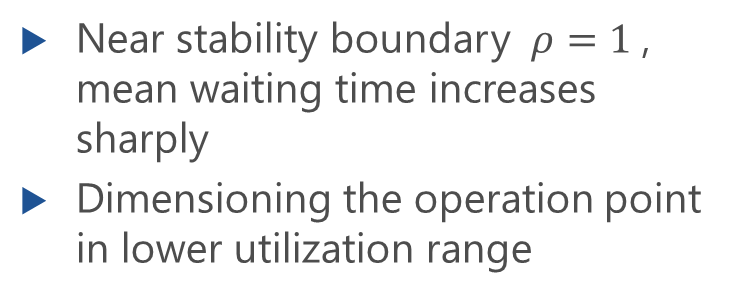 ▶ Near stability boundary ρ = 1 ,
mean waiting time increases
sharply
▶ Dimensioning the operation point
in lower utilization range